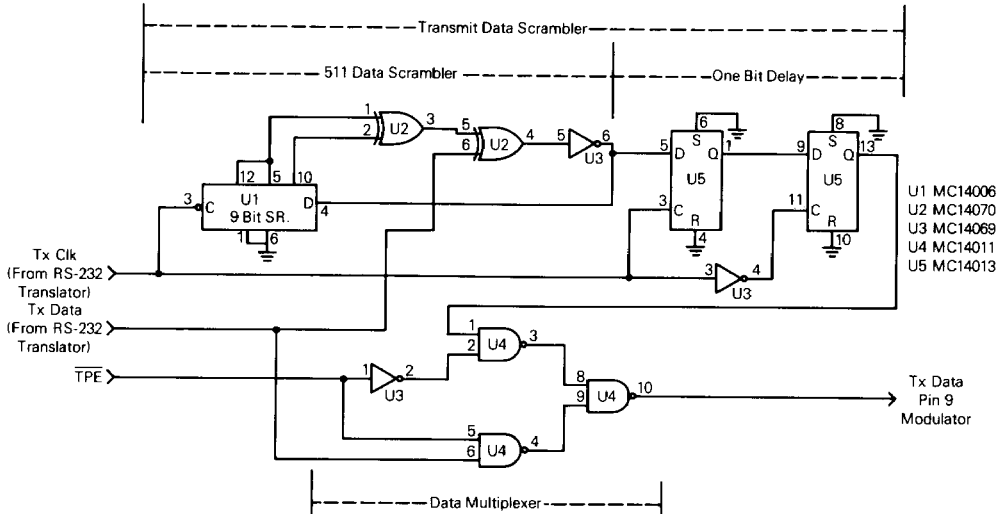 Transmit Data Scrambler
511 Data Scrambler
One Bit Delay
1
2
3
U2
5
6
4
U2
5
6
U3
12
5
10
3
C
U1
9 Bit SR.
D
4
1
6
6
S
5
D
Q
1
U5
3
C
R
4
8
S
9
D
Q
13
U5
11
C
R
10
3
4
U3
U1 MC14006
U2 MC14070
U3 MC14069
U4 MC14011
U5 MC14013
Tx Clk
(From RS-232
Translator)
Tx Data
(From RS-232
Translator)
TPE
1
2
U3
1
2
U4
3
5
6
U4
4
8
9
U4
10
Tx Data
Pin 9
Modulator
Data Multiplexer